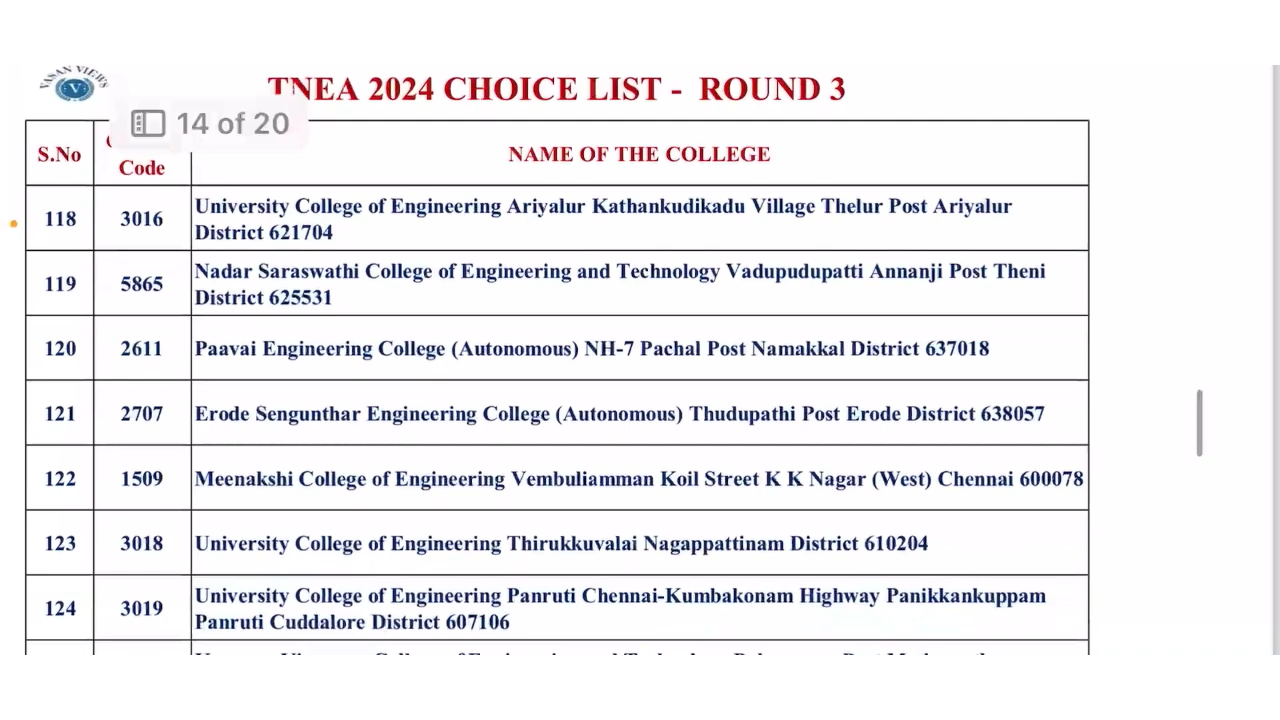 VASAN VIEWS
V
TNEA 2024 CHOICE LIST - ROUND 3
14 of 20
S.No
Code
NAME OF THE COLLEGE
118
3016
University College of Engineering Ariyalur Kathankudikadu Village Thelur Post Ariyalur
District 621704
119
5865
Nadar Saraswathi College of Engineering and Technology Vadupudupatti Annanji Post Theni
District 625531
120
2611
Paavai Engineering College (Autonomous) NH-7 Pachal Post Namakkal District 637018
121
2707
Erode Sengunthar Engineering College (Autonomous) Thudupathi Post Erode District 638057
122
1509
Meenakshi College of Engineering Vembuliamman Koil Street K K Nagar (West) Chennai 600078
123
3018
University College of Engineering Thirukkuvalai Nagappattinam District 610204
124
3019
University College of Engineering Panruti Chennai-Kumbakonam Highway Panikkankuppam
Panruti Cuddalore District 607106